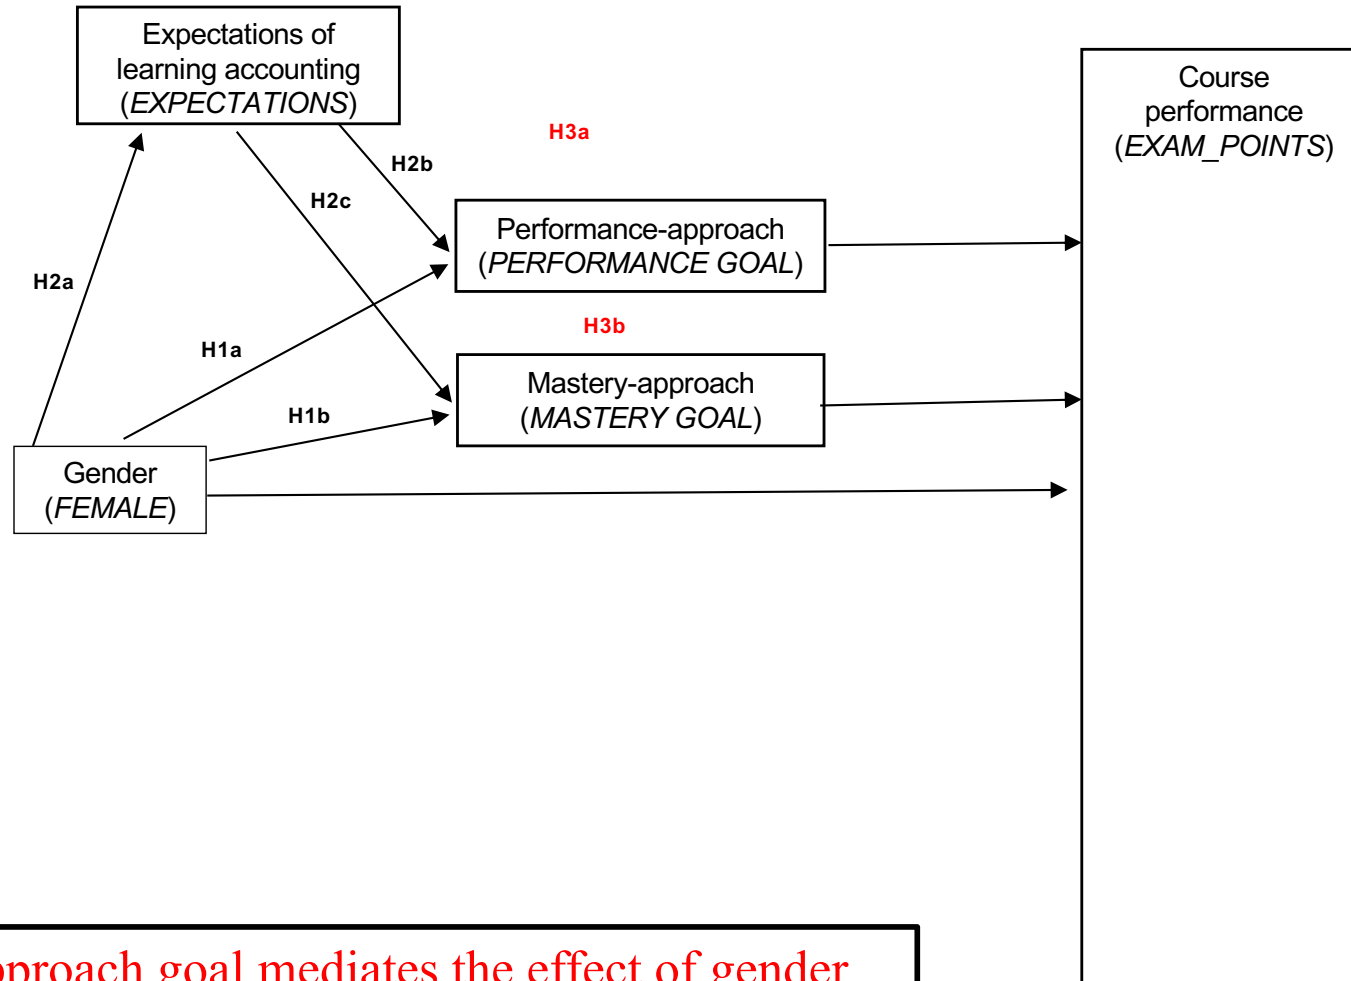 Expectations of
learning accounting
(EXPECTATIONS)
Course
performance
(EXAM_POINTS)
H3a
H2b
H2c
Performance-approach
(PERFORMANCE GOAL)
H2a
H3b
H1a
Mastery-approach
(MASTERY GOAL)
H1b
Gender
(FEMALE)
goal mediates the effect of gender